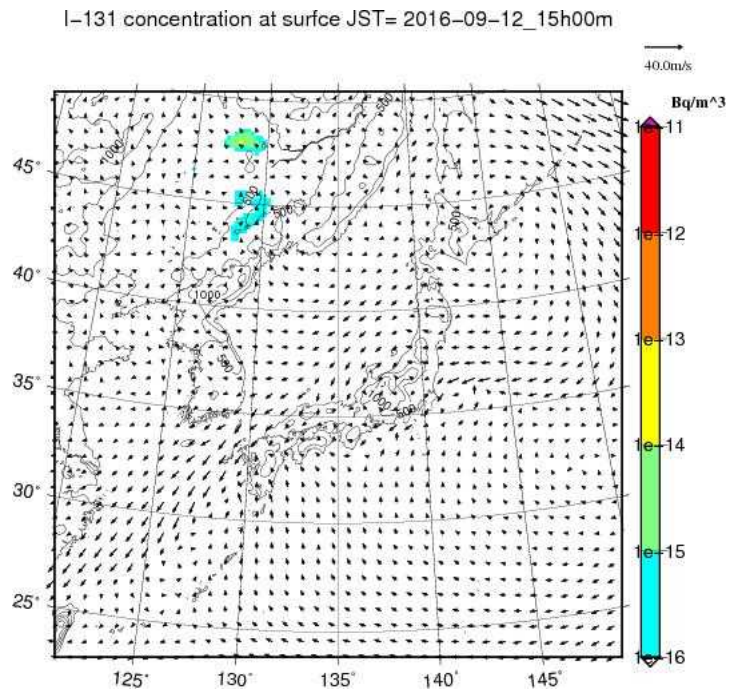 I-131 concentration at surfce JST= 2016-09-12_15h00m
40.0m/s
Bq/m^3
1e-11
1e-12
1e-13
1e-14
1e-15
1e-16
45°
40°
35°
30°
25°
125°
130°
135°
140°
145°
1000
500
500
500
500
1000
500
1000
500